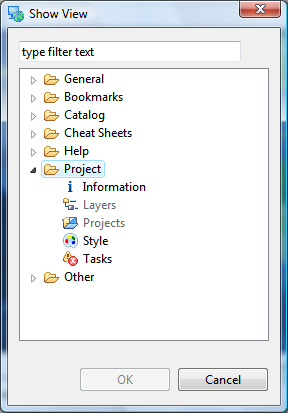 Show View
type filter text
General
Bookmarks
Catalog
Cheat Sheets
Help
Project
Information
Layers
Projects
Style
Tasks
Other
OK
Cancel